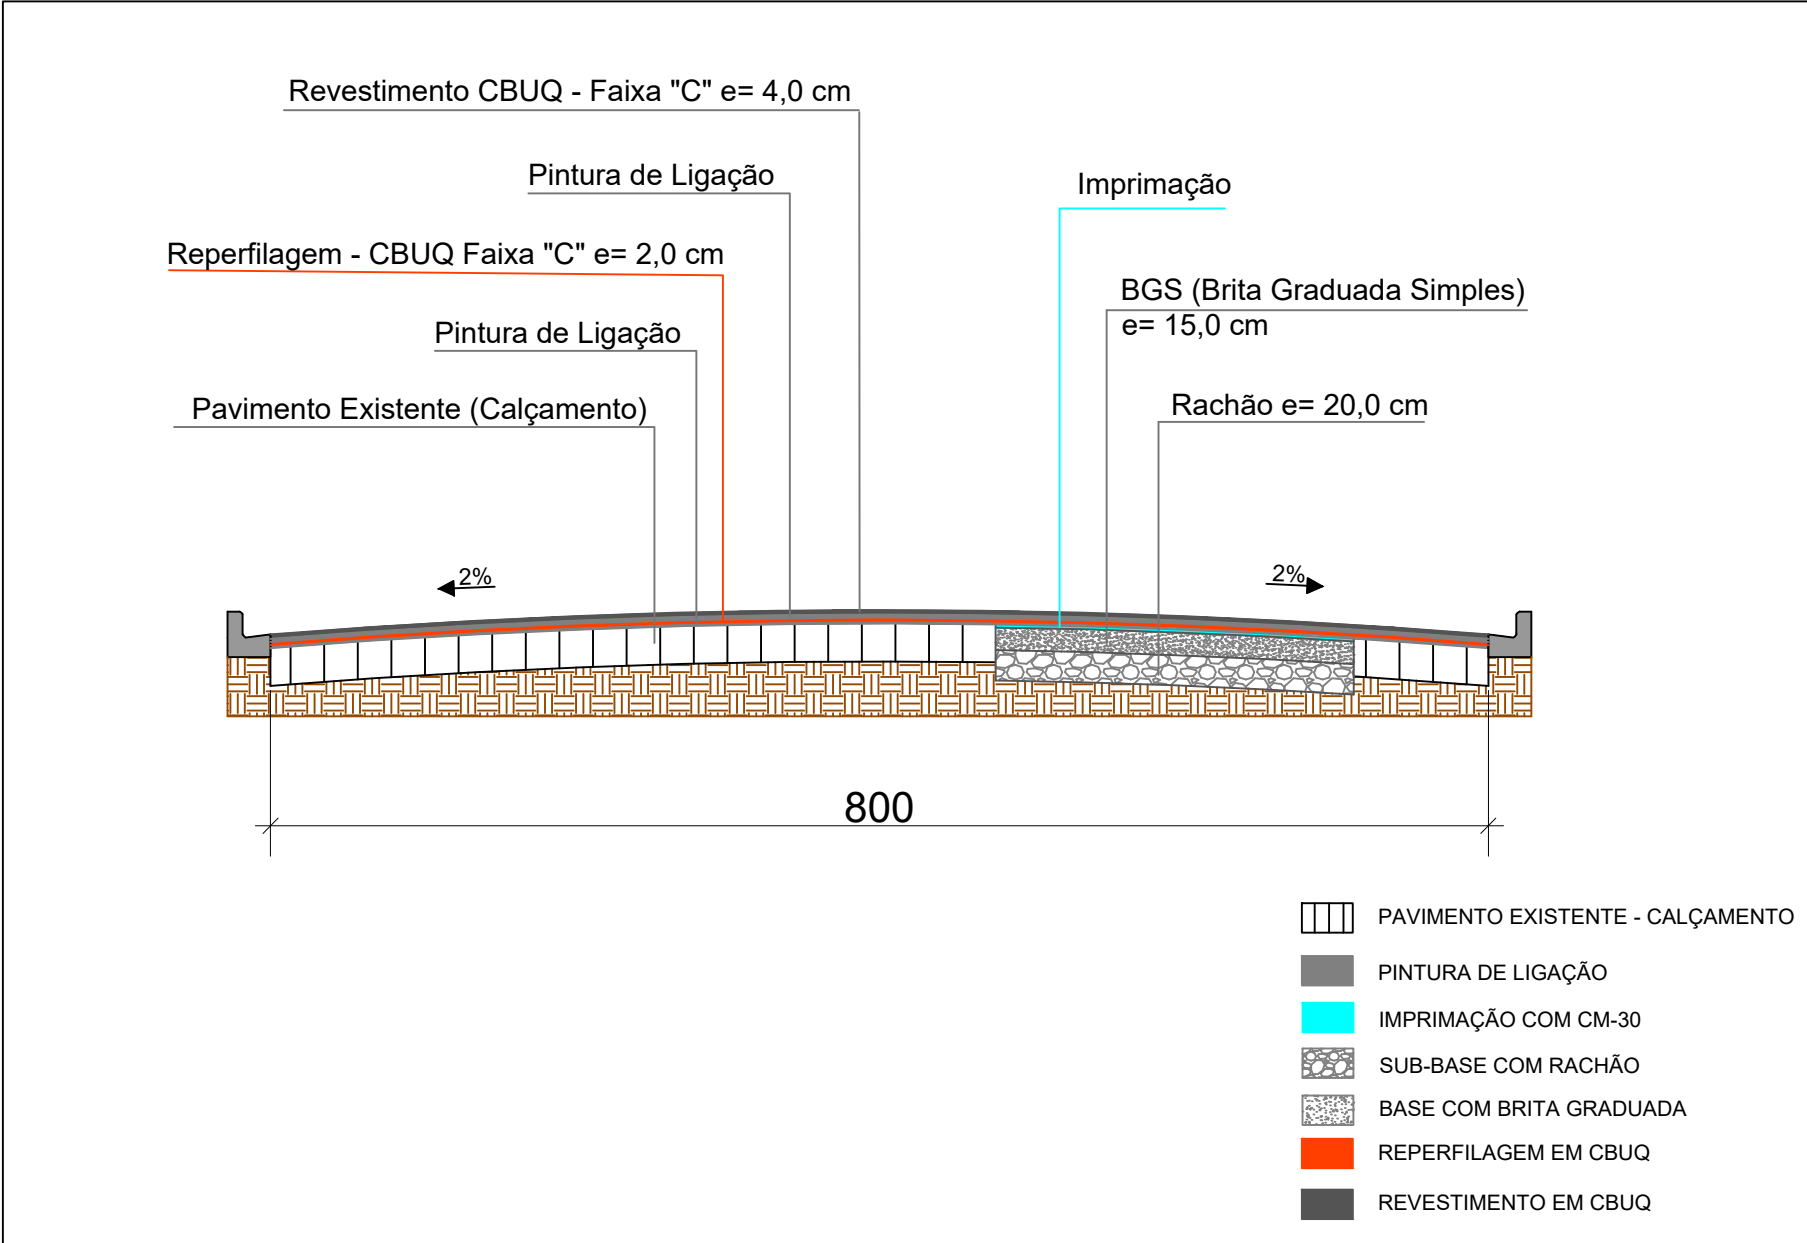 Revestimento CBUQ - Faixa "C" e= 4,0 cm
Pintura de Ligação
Imprimação
Reperfilagem - CBUQ Faixa "C" e= 2,0 cm
BGS (Brita Graduada Simples)
e= 15,0 cm
Pintura de Ligação
Pavimento Existente (Calçamento)
Rachão e= 20,0 cm
2%
2%
800
PAVIMENTO EXISTENTE - CALÇAMENTO
PINTURA DE LIGAÇÃO
IMPRIMAÇÃO COM CM-30
SUB-BASE COM RACHÃO
BASE COM BRITA GRADUADA
REPERFILAGEM EM CBUQ
REVESTIMENTO EM CBUQ